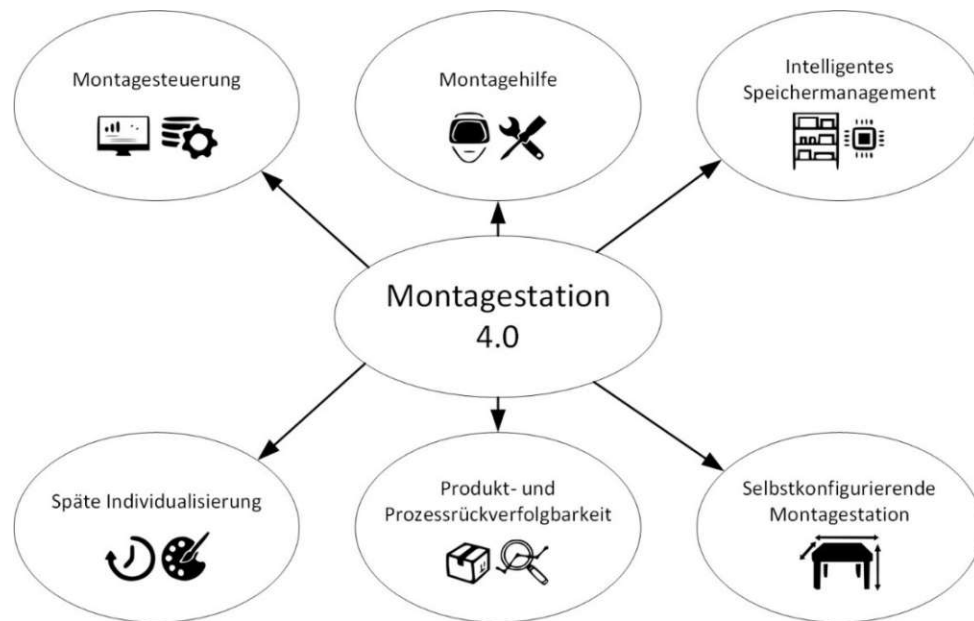 Montagesteuerung
Montagehilfe
Intelligentes
Speichermanagement
Montagestation
4.0
Späte Individualisierung
Produkt- und
Prozessrückverfolgbarkeit
Selbstkonfigurierende
Montagestation